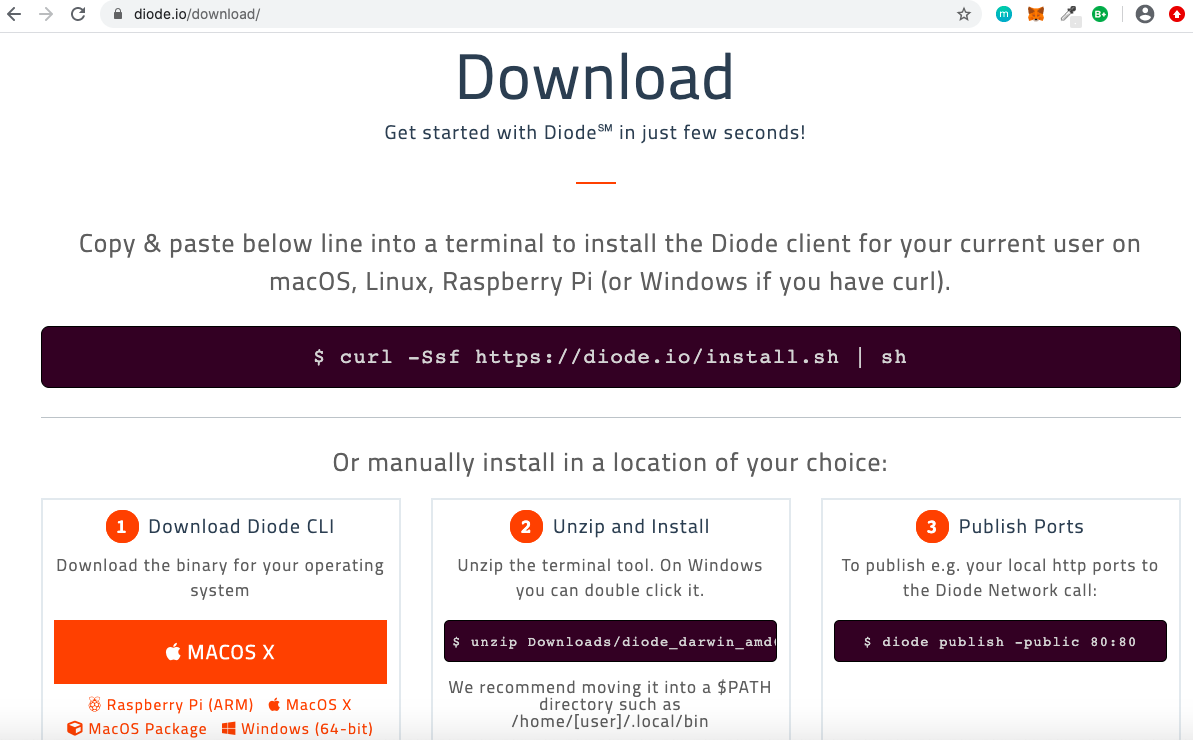 diode.io/download/
m
B+
Download
Get started with Diode℠ in just few seconds!
Copy & paste below line into a terminal to install the Diode client for your current user on
macOS, Linux, Raspberry Pi (or Windows if you have curl).
$ curl -Ssf https://diode.io/install.sh | sh
Or manually install in a location of your choice:
1 Download Diode CLI
Download the binary for your operating
system
MACOS X
Raspberry Pi (ARM) MacOS X
MacOS Package Windows (64-bit)
2 Unzip and Install
Unzip the terminal tool. On Windows
you can double click it.
$ unzip Downloads/diode_darwin_amd
We recommend moving it into a $PATH
directory such as
/home/[user]/.local/bin
3 Publish Ports
To publish e.g. your local http ports to
the Diode Network call:
$ diode publish -public 80:80